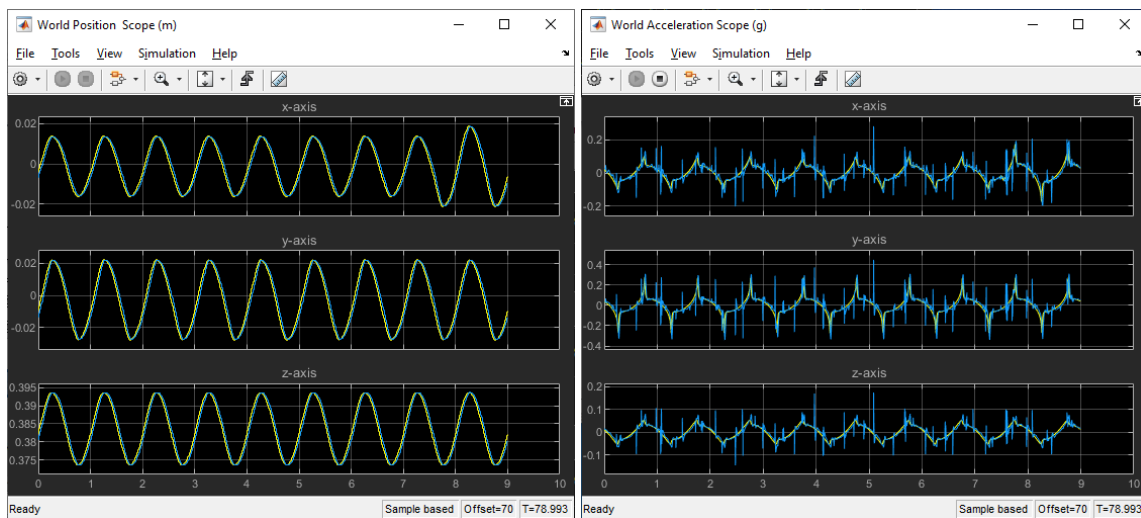 World Position  Scope (m)
File Tools View Simulation Help
x-axis
0.02
0
-0.02
y-axis
0.02
0
-0.02
z-axis
0.395
0.39
0.385
0.38
0.375
0 1 2 3 4 5 6 7 8 9 10
Ready Sample based Offset=70 T=78.993
World Acceleration Scope (g)
File Tools View Simulation Help
x-axis
0.2
0
-0.2
y-axis
0.4
0.2
0
-0.2
-0.4
z-axis
0.2
0.1
0
-0.1
0 1 2 3 4 5 6 7 8 9 10
Ready Sample based Offset=70 T=78.993